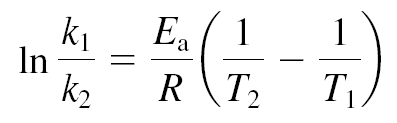 ln k₁/k₂ = Eₐ/R (1/T₂ − 1/T₁)